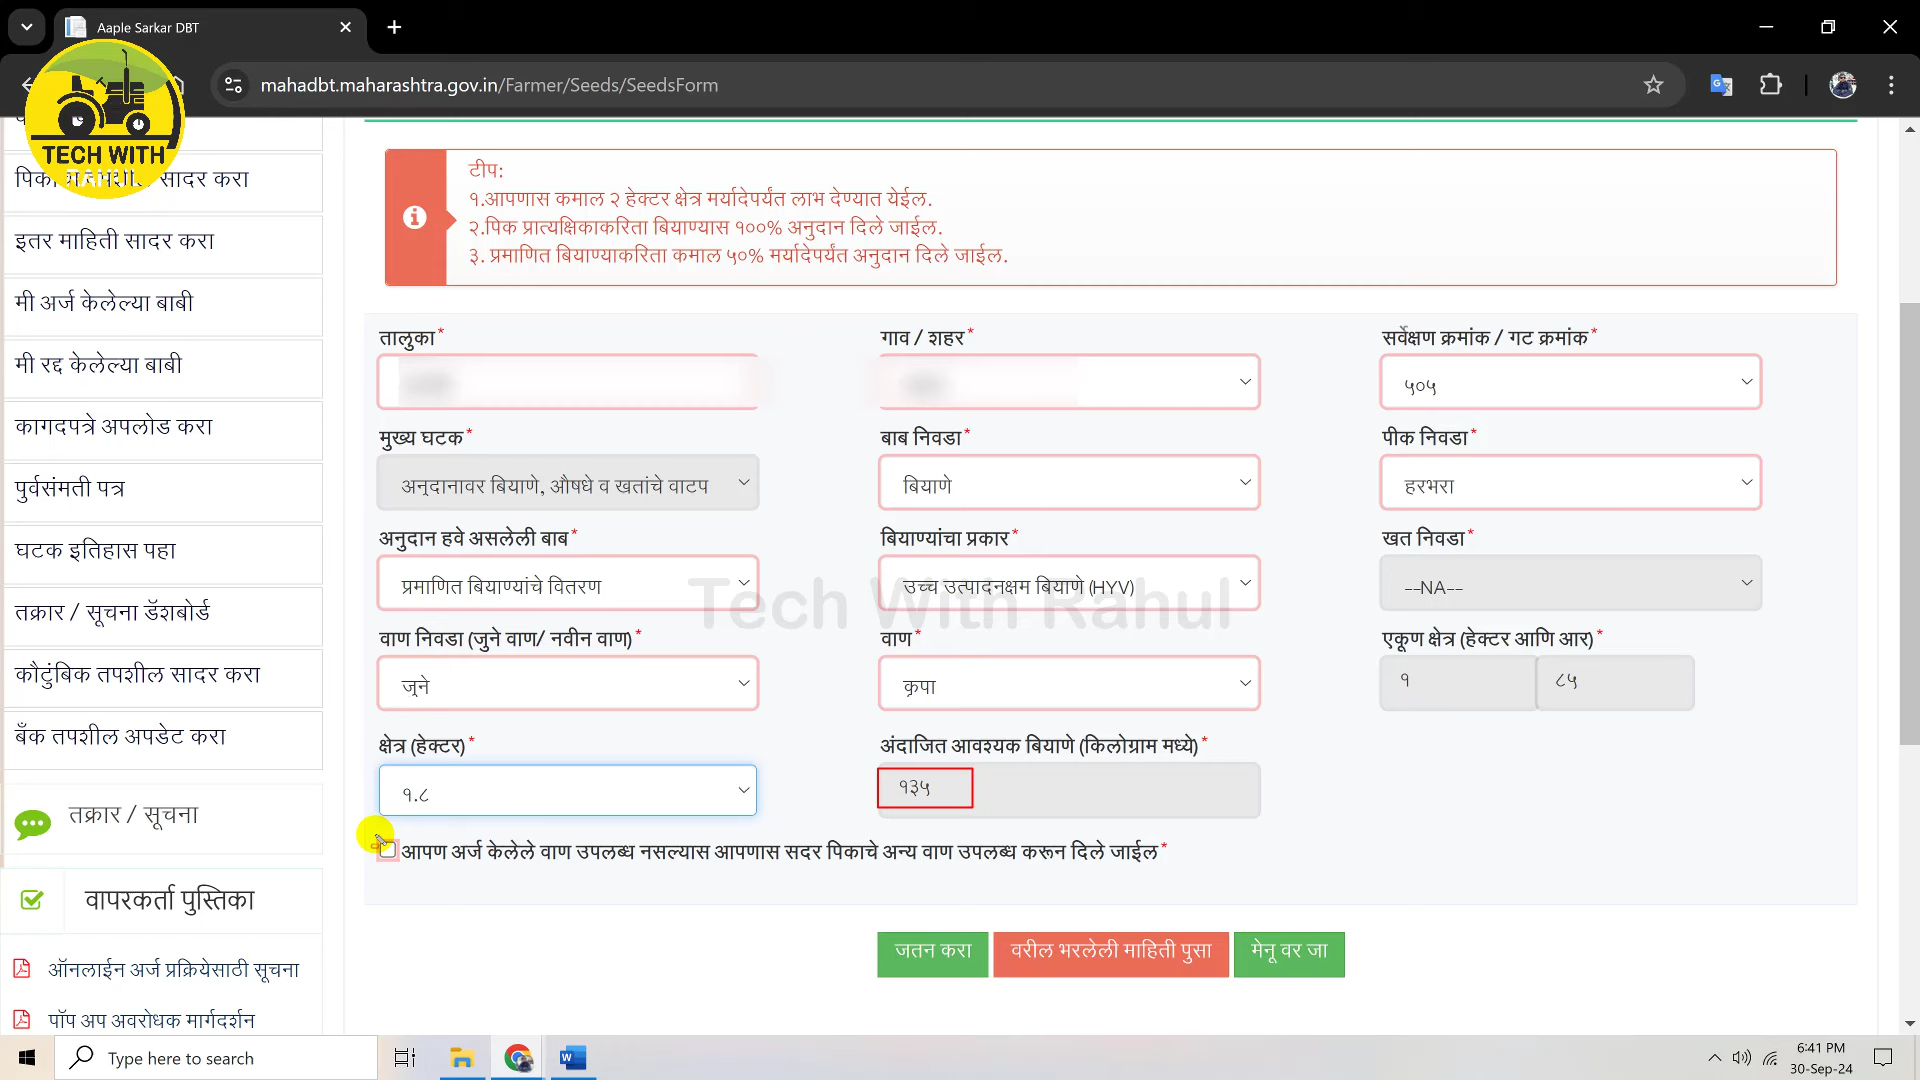 Aaple Sarkar DBT
mahadbt.maharashtra.gov.in/Farmer/Seeds/SeedsForm
TECH WITH
RAHUL
सादर करा
इतर माहिती सादर करा
मी अर्ज केलेल्या बाबी
मी रद्द केलेल्या बाबी
कागदपत्रे अपलोड करा
पुर्वसंमती पत्र
घटक इतिहास पहा
तक्रार / सूचना डॅशबोर्ड
कौटुंबिक तपशील सादर करा
बँक तपशील अपडेट करा
तक्रार / सूचना
वापरकर्ता पुस्तिका
ऑनलाईन अर्ज प्रक्रियेसाठी सूचना
पॉप अप अवरोधक मार्गदर्शन
टीप:
१.आपणास कमाल २ हेक्टर क्षेत्र मर्यादेपर्यंत लाभ देण्यात येईल.
२.पिक प्रात्यक्षिकाकरिता बियाण्यास १००% अनुदान दिले जाईल.
३. प्रमाणित बियाण्याकरिता कमाल ५०% मर्यादेपर्यंत अनुदान दिले जाईल.
तालुका* गाव / शहर* सर्वेक्षण क्रमांक / गट क्रमांक*
५०५
मुख्य घटक* बाब निवडा* पीक निवडा*
अनुदानावर बियाणे, औषधे व खतांचे वाटप बियाणे हरभरा
अनुदान हवे असलेली बाब* बियाण्यांचा प्रकार* खत निवडा*
प्रमाणित बियाण्यांचे वितरण उच्च उत्पादनक्षम बियाणे (HYV) --NA--
Tech With Rahul
वाण निवडा (जुने वाण/ नवीन वाण)* वाण* एकूण क्षेत्र (हेक्टर आणि आर)*
जुने कृपा १ ८५
क्षेत्र (हेक्टर)* अंदाजित आवश्यक बियाणे (किलोग्राम मध्ये)*
१.८ १३५
आपण अर्ज केलेले वाण उपलब्ध नसल्यास आपणास सदर पिकाचे अन्य वाण उपलब्ध करून दिले जाईल*
जतन करा वरील भरलेली माहिती पुसा मेनू वर जा
Type here to search
6:41 PM
30-Sep-24